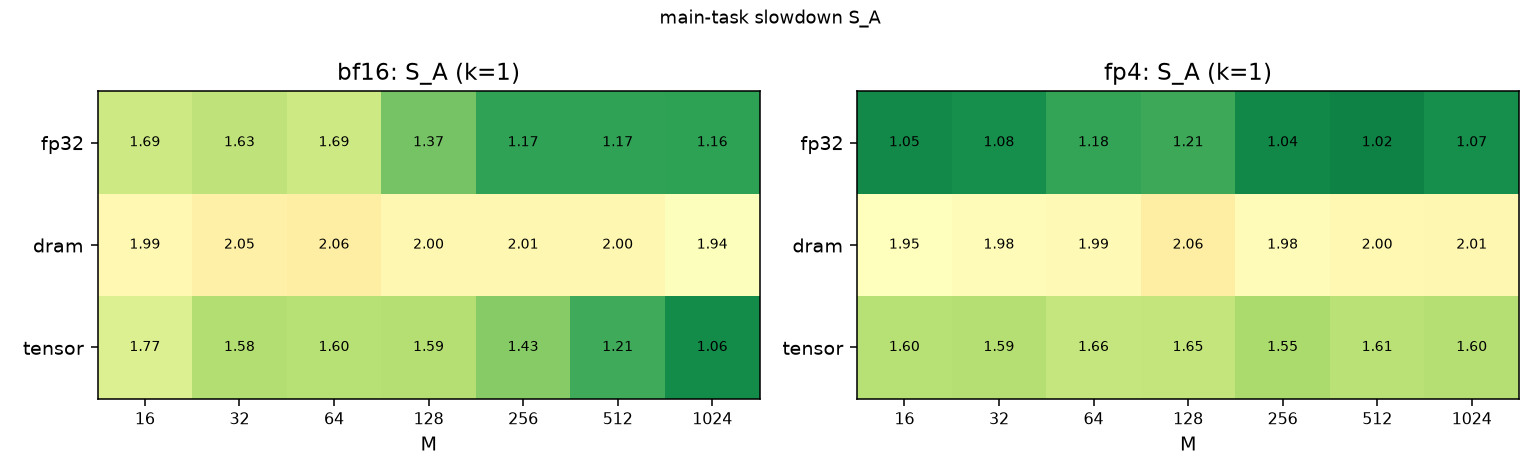 main-task slowdown S_A
bf16: S_A (k=1)
fp32 1.69 1.63 1.69 1.37 1.17 1.17 1.16
dram 1.99 2.05 2.06 2.00 2.01 2.00 1.94
tensor 1.77 1.58 1.60 1.59 1.43 1.21 1.06
16 32 64 128 256 512 1024
M
fp4: S_A (k=1)
fp32 1.05 1.08 1.18 1.21 1.04 1.02 1.07
dram 1.95 1.98 1.99 2.06 1.98 2.00 2.01
tensor 1.60 1.59 1.66 1.65 1.55 1.61 1.60
16 32 64 128 256 512 1024
M